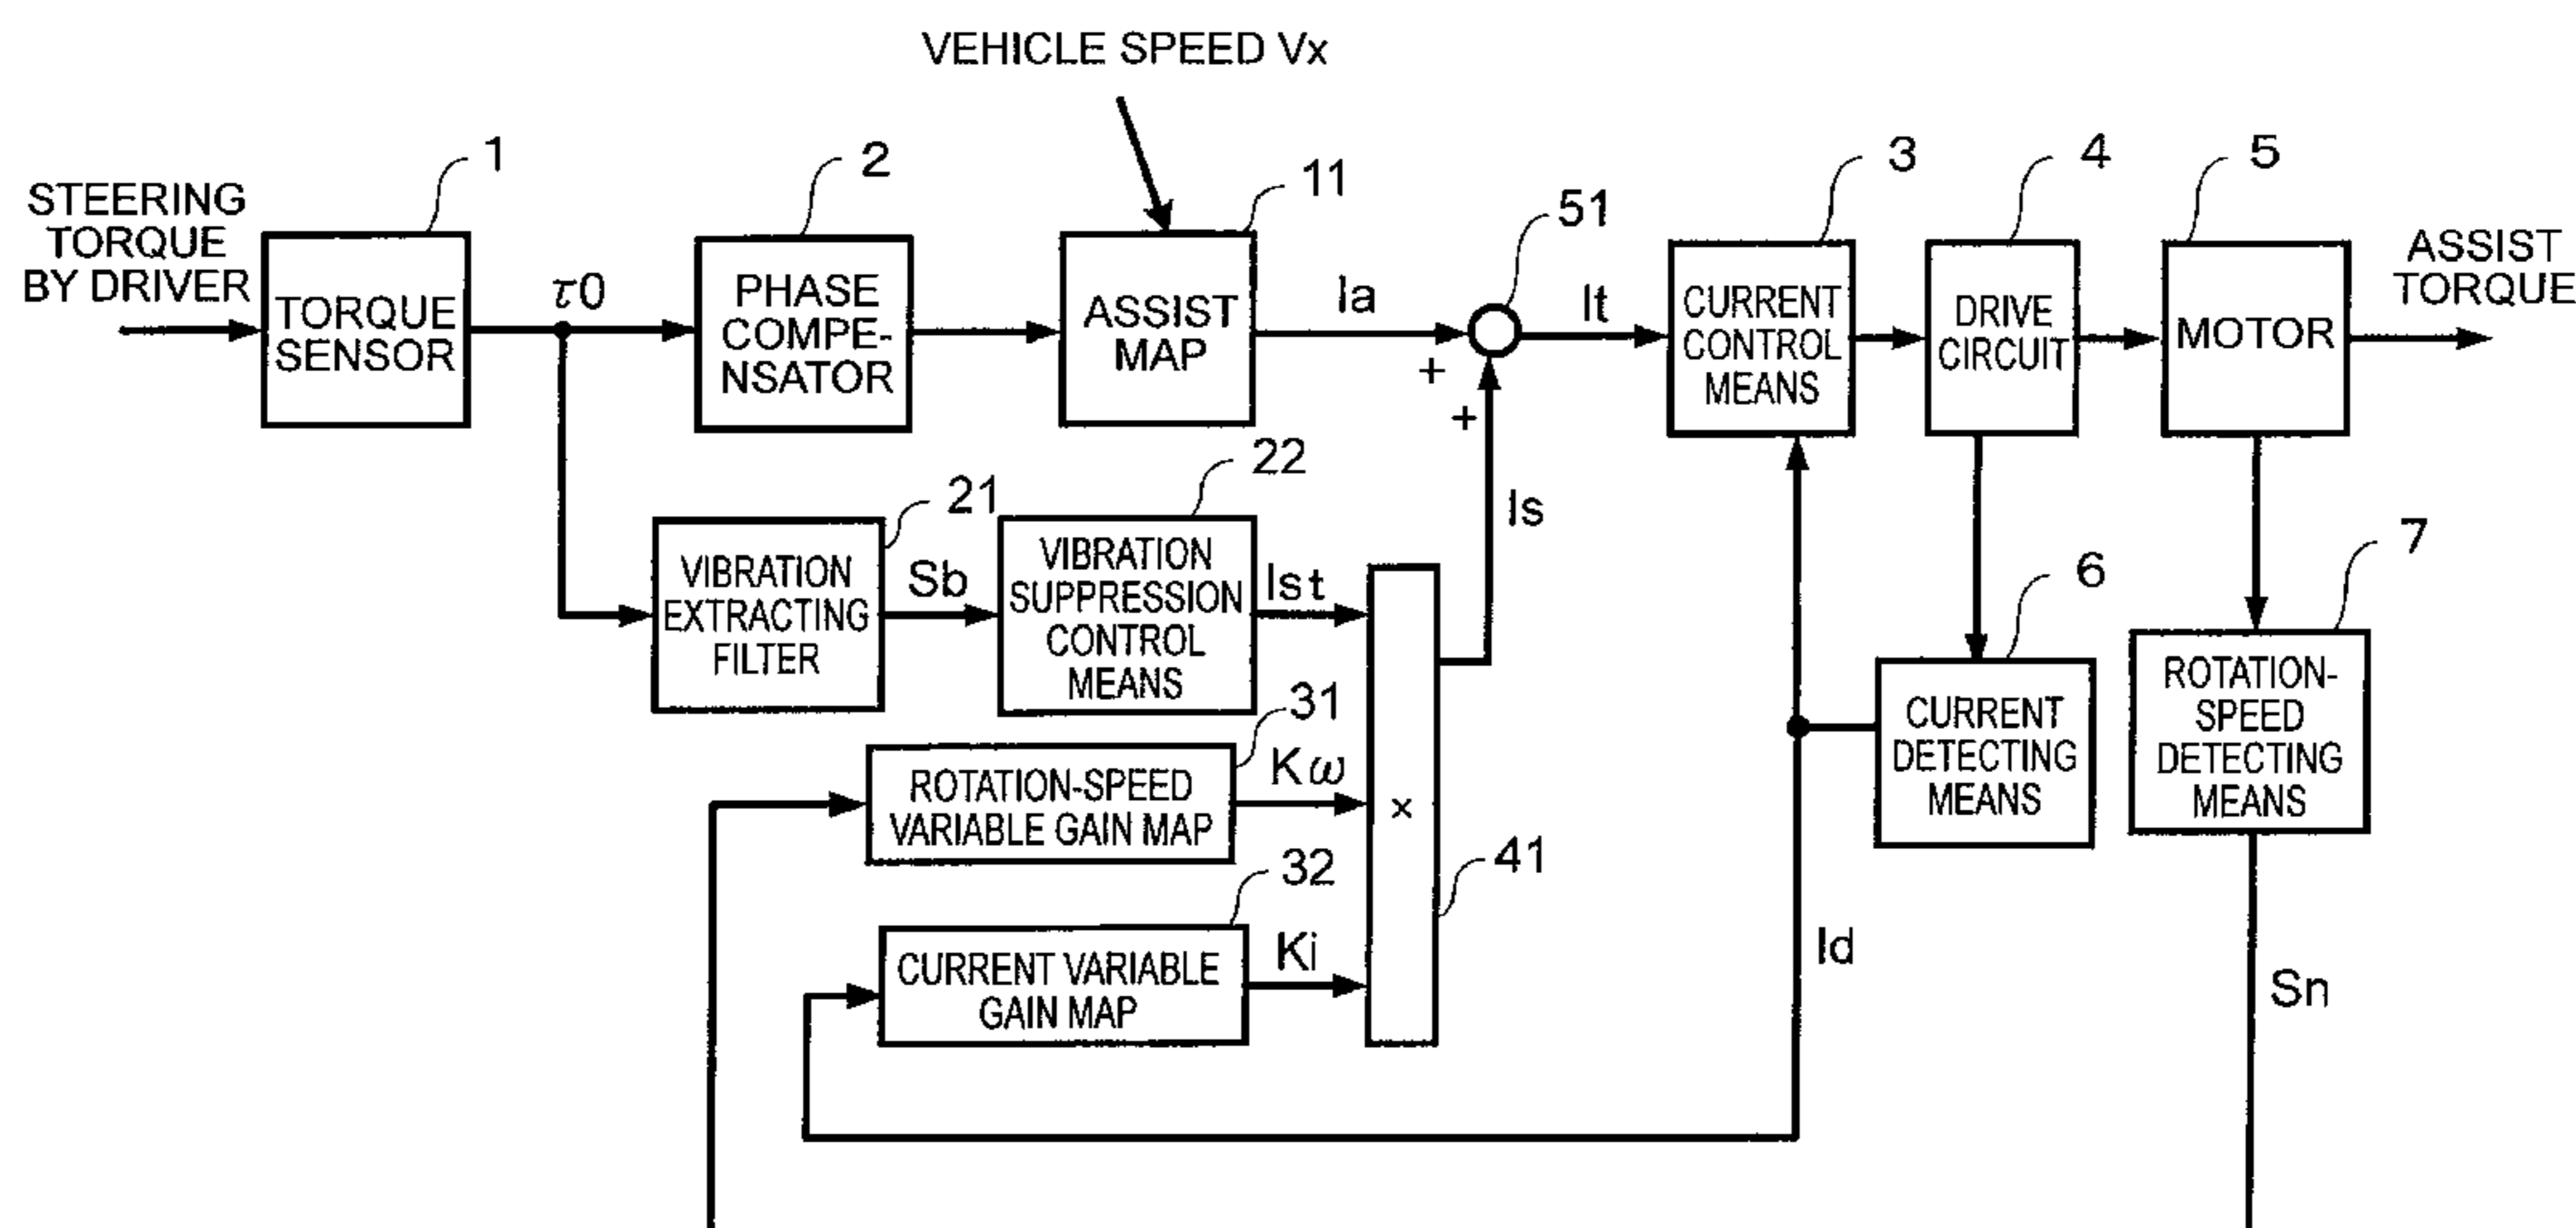 VEHICLE SPEED Vx
STEERING
TORQUE
BY DRIVER
1
TORQUE
SENSOR
τ0
2
PHASE
COMPE-
NSATOR
11
ASSIST
MAP
Ia
+
+
51
It
3
CURRENT
CONTROL
MEANS
4
DRIVE
CIRCUIT
5
MOTOR
ASSIST
TORQUE
21
VIBRATION
EXTRACTING
FILTER
Sb
22
VIBRATION
SUPPRESSION
CONTROL
MEANS
Ist
Is
6
CURRENT
DETECTING
MEANS
7
ROTATION-
SPEED
DETECTING
MEANS
31
ROTATION-SPEED
VARIABLE GAIN MAP
Kω
×
41
32
CURRENT VARIABLE
GAIN MAP
Ki
Id
Sn